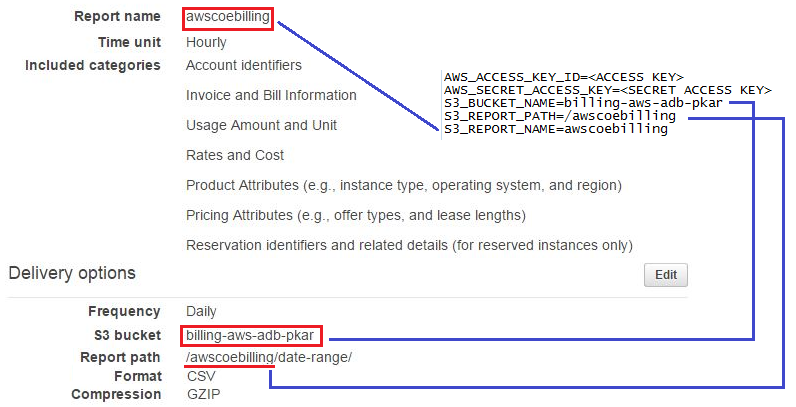 Report name awscoebilling
Time unit Hourly
Included categories Account identifiers
Invoice and Bill Information
Usage Amount and Unit
Rates and Cost
Product Attributes (e.g., instance type, operating system, and region)
Pricing Attributes (e.g., offer types, and lease lengths)
Reservation identifiers and related details (for reserved instances only)
AWS_ACCESS_KEY_ID=<ACCESS KEY>
AWS_SECRET_ACCESS_KEY=<SECRET ACCESS KEY>
S3_BUCKET_NAME=billing-aws-adb-pkar
S3_REPORT_PATH=/awscoebilling
S3_REPORT_NAME=awscoebilling
Delivery options Edit
Frequency Daily
S3 bucket billing-aws-adb-pkar
Report path /awscoebilling/date-range/
Format CSV
Compression GZIP